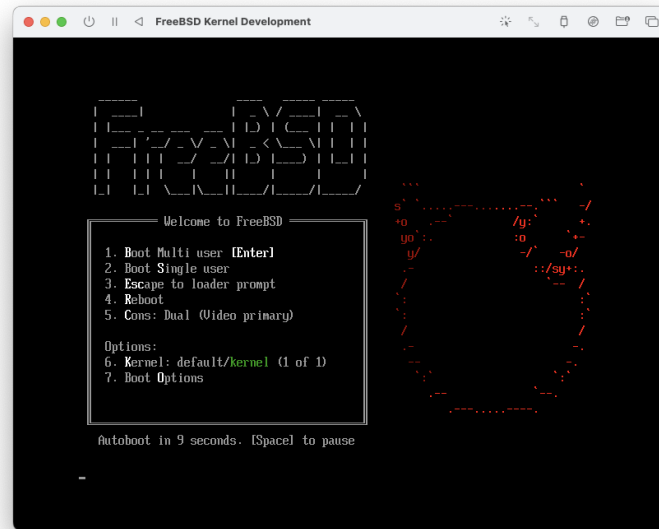 FreeBSD Kernel Development
FreeBSD
Welcome to FreeBSD
1. Boot Multi user [Enter]
2. Boot Single user
3. Escape to loader prompt
4. Reboot
5. Cons: Dual (Video primary)
Options:
6. Kernel: default/kernel (1 of 1)
7. Boot Options
Autoboot in 9 seconds. [Space] to pause